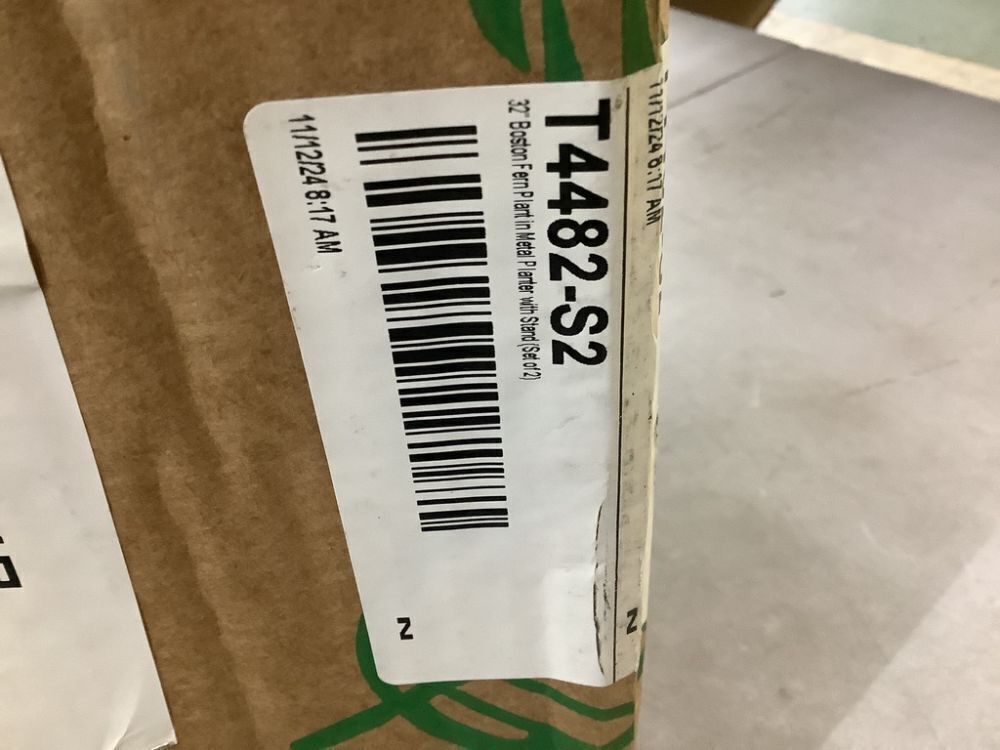 T4482-S2
32" Boston Fern Plant in Metal Planter with Stand (Set of 2)
11/12/24 8:17 AM
N
11/12/24 8:17 AM
N